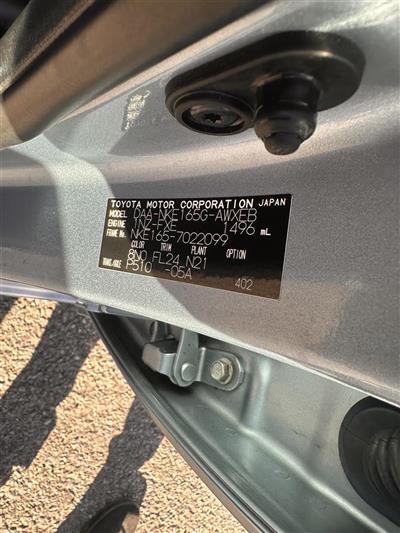 TOYOTA MOTOR CORPORATION JAPAN
MODEL DAA-NKE165G-AWXEB
ENGINE 1NZ-FXE 1496 mL
FRAME No. NKE165-7022099
COLOR TRIM PLANT OPTION
8N0 FL24 N21
TRANS./AXLE P510 -05A
402